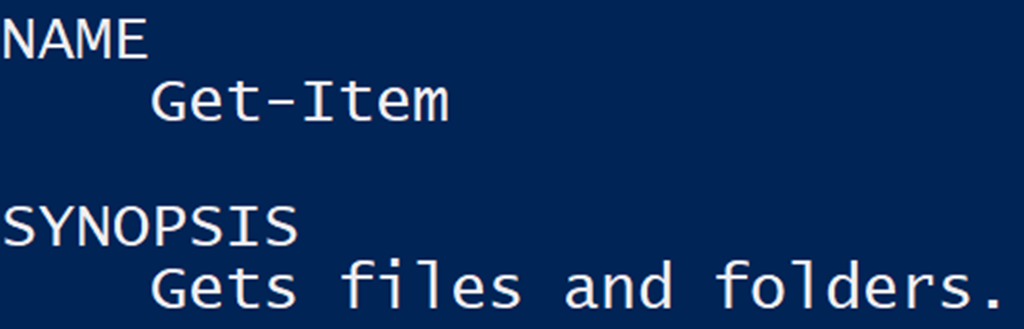 NAME
Get-Item
SYNOPSIS
Gets files and folders.